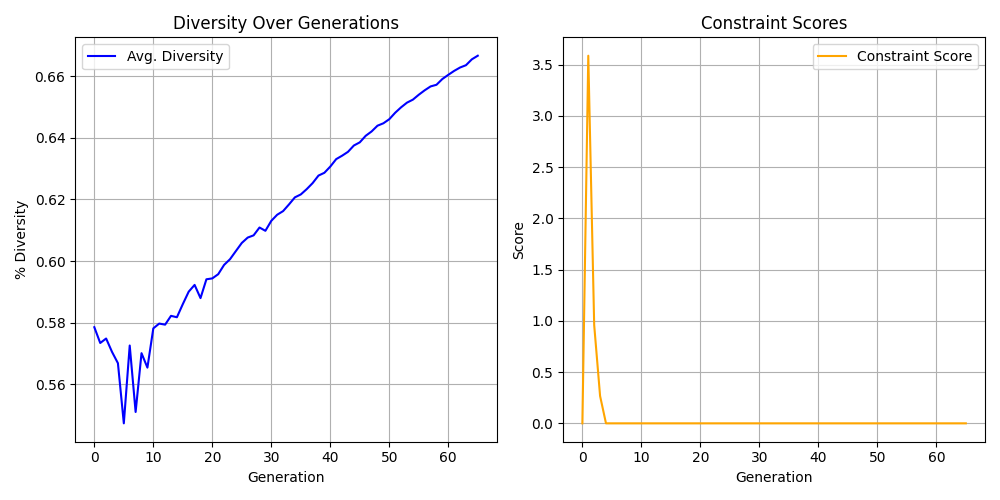 Diversity Over Generations
Avg. Diversity
% Diversity
0.66
0.64
0.62
0.60
0.58
0.56
0 10 20 30 40 50 60
Generation
Constraint Scores
Constraint Score
Score
3.5
3.0
2.5
2.0
1.5
1.0
0.5
0.0
0 10 20 30 40 50 60
Generation